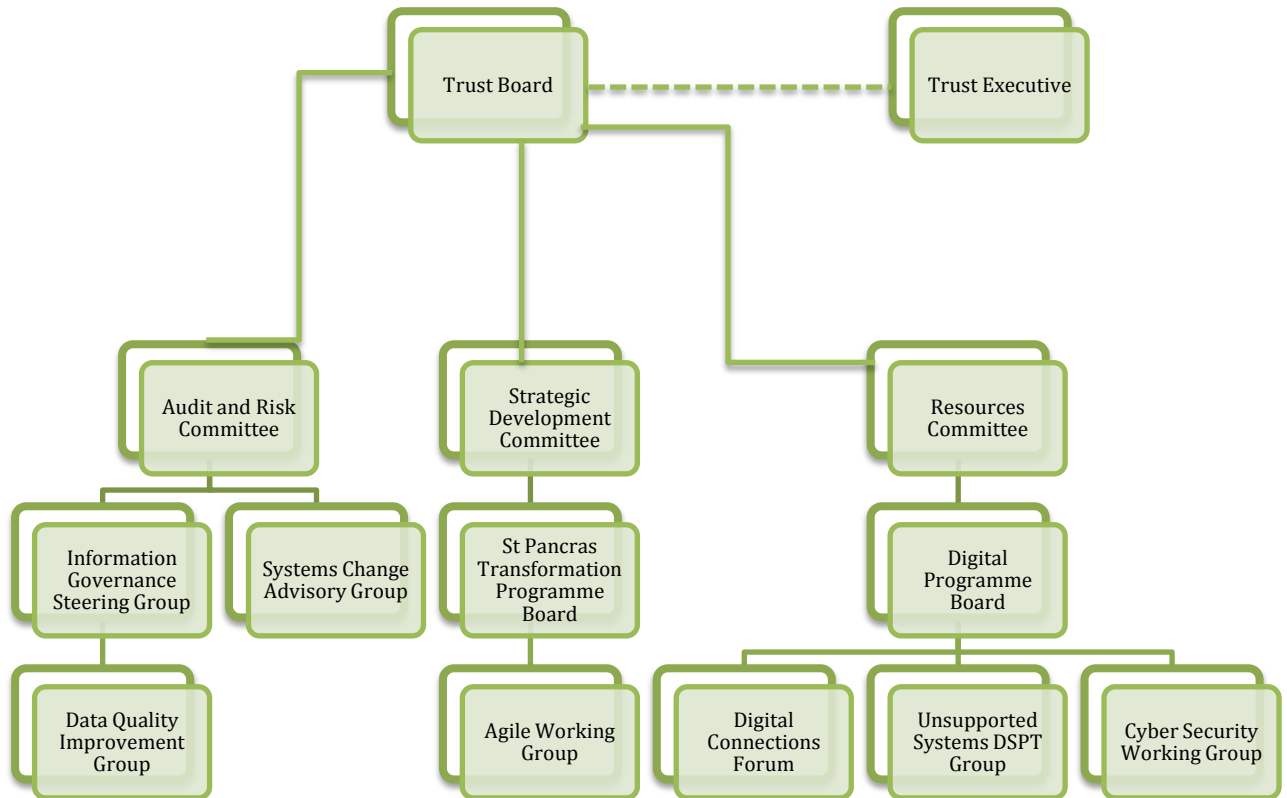 Trust Board
Trust Executive
Audit and Risk
Committee
Strategic
Development
Committee
Resources
Committee
Information
Governance
Steering Group
Systems Change
Advisory Group
St Pancras
Transformation
Programme
Board
Digital
Programme
Board
Data Quality
Improvement
Group
Agile Working
Group
Digital
Connections
Forum
Unsupported
Systems DSPT
Group
Cyber Security
Working Group